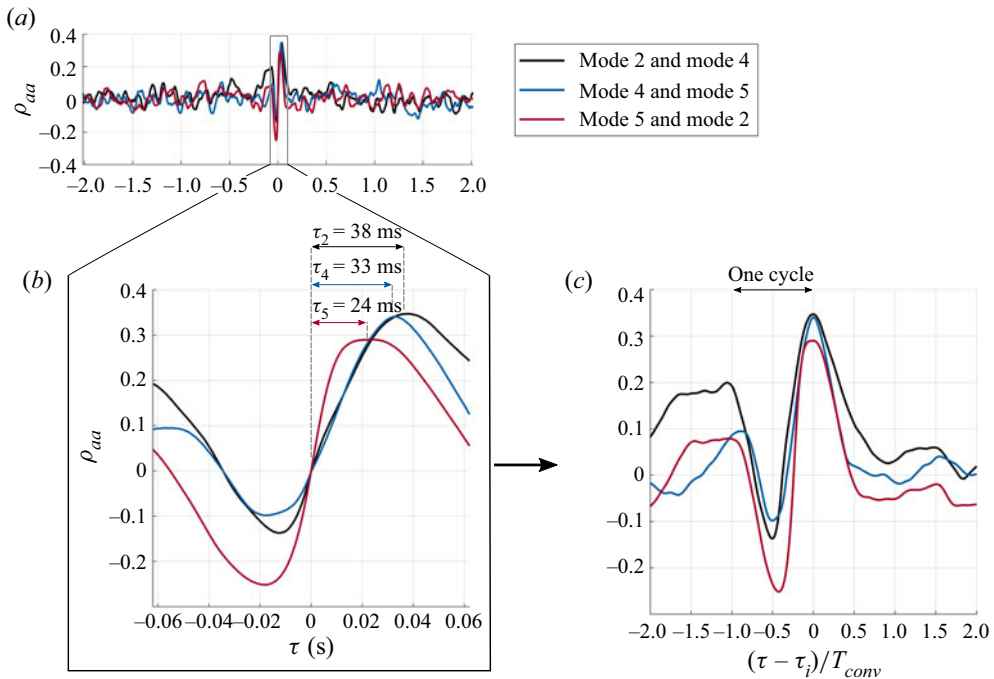 (a)
0.4
0.2
0
−0.2
−0.4
ρaa
−2.0 −1.5 −1.0 −0.5 0 0.5 1.0 1.5 2.0
Mode 2 and mode 4
Mode 4 and mode 5
Mode 5 and mode 2
(b)
τ2 = 38 ms
τ4 = 33 ms
τ5 = 24 ms
0.4
0.3
0.2
0.1
0
−0.1
−0.2
ρaa
−0.06 −0.04 −0.02 0 0.02 0.04 0.06
τ (s)
(c)
One cycle
0.4
0.3
0.2
0.1
0
−0.1
−0.2
−2.0 −1.5 −1.0 −0.5 0 0.5 1.0 1.5 2.0
(τ − τi)/Tconv